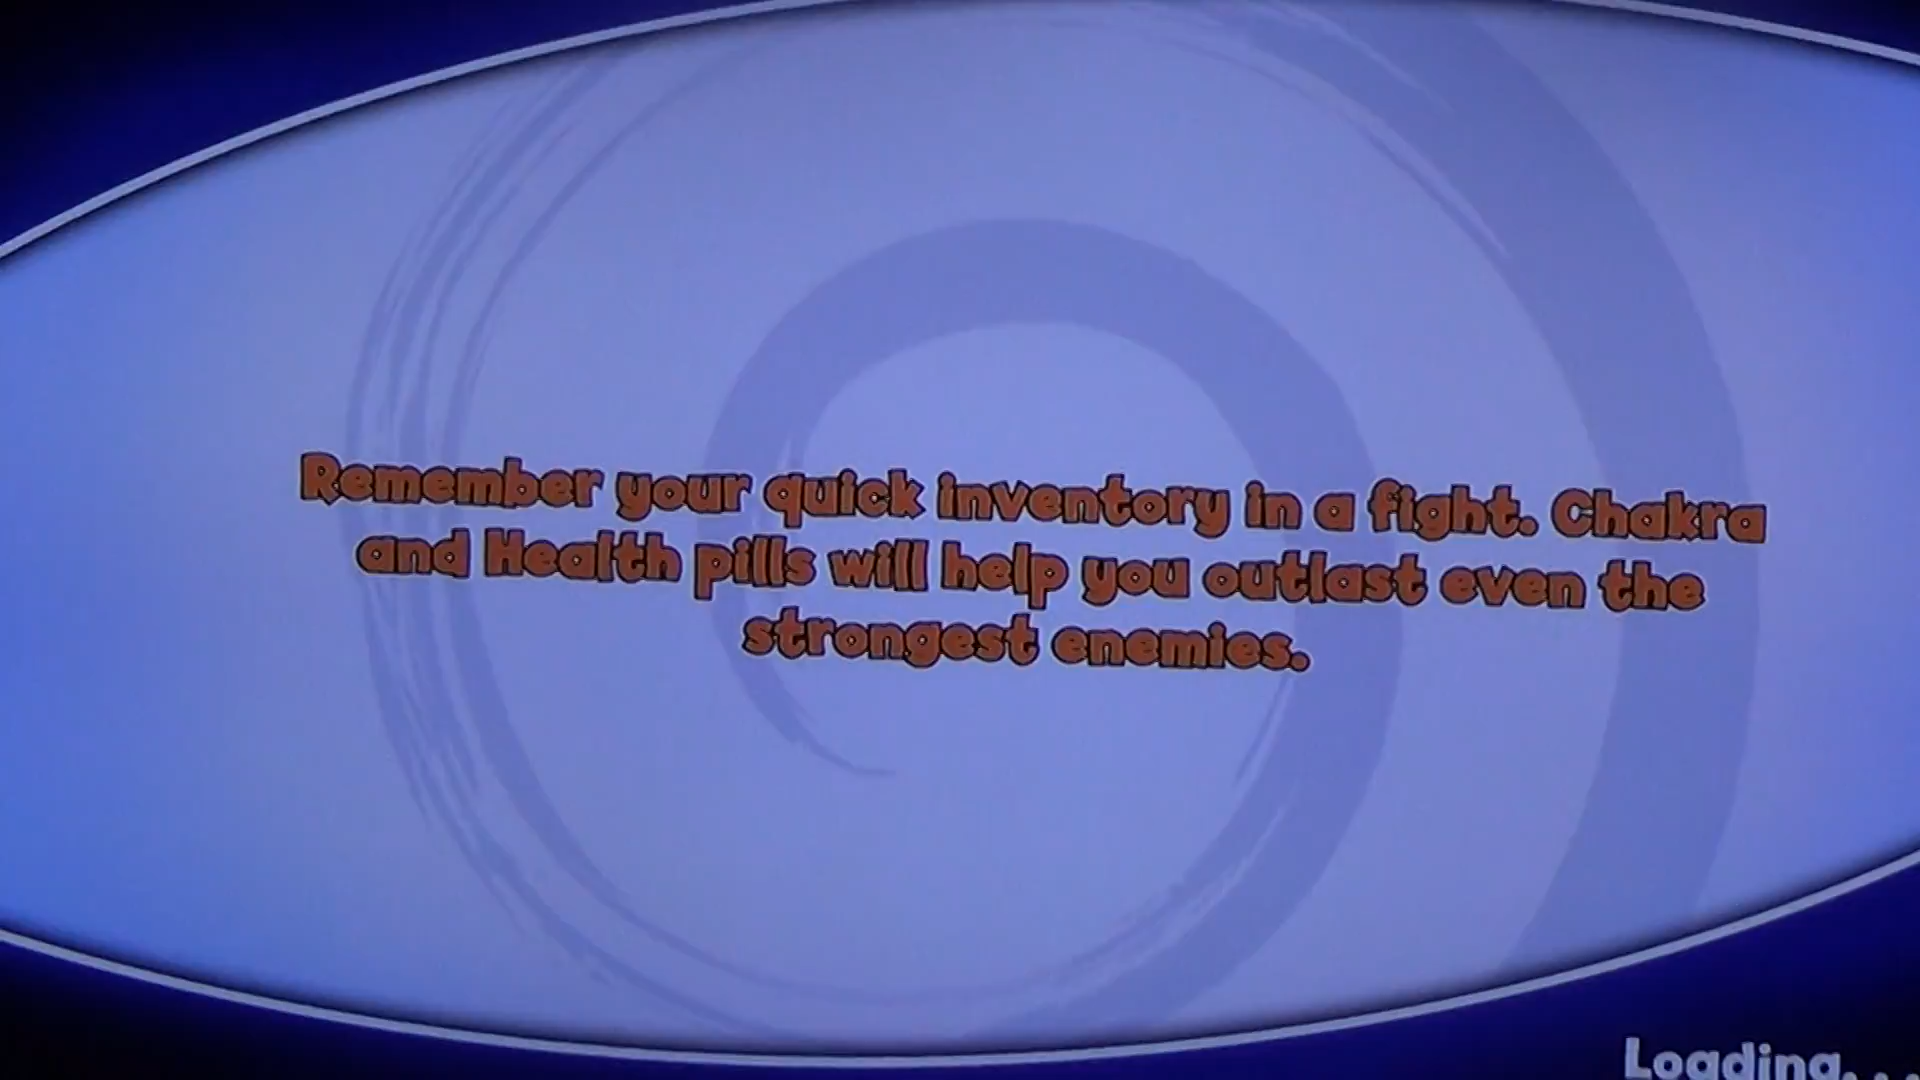 Remember your quick inventory in a fight. Chakra
and Health pills will help you outlast even the
strongest enemies.
Loading...